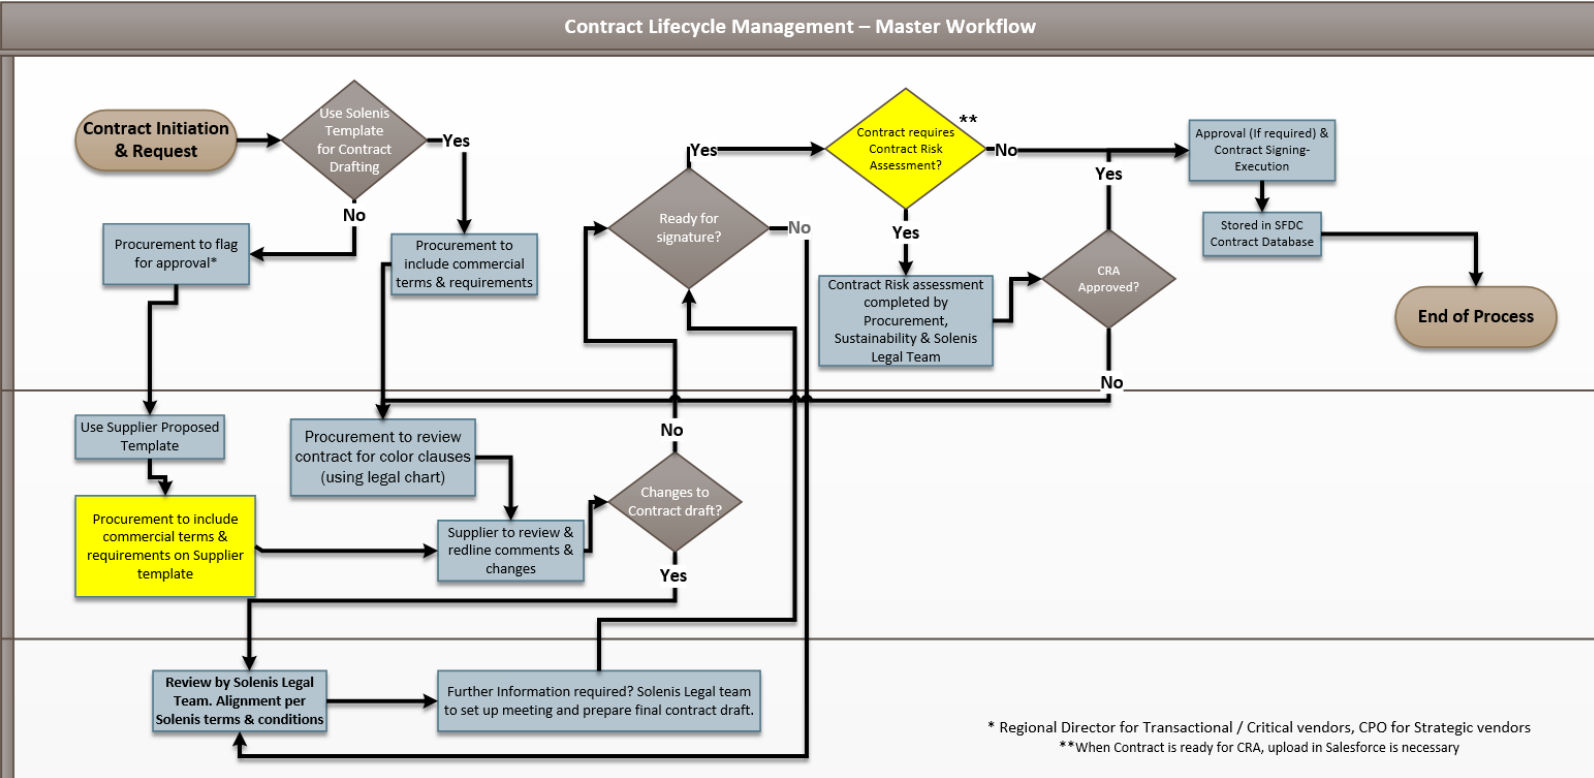 Contract Lifecycle Management – Master Workflow
Contract Initiation
& Request
Use Solenis
Template
for Contract
Drafting
Yes
No
Procurement to flag
for approval*
Procurement to
include commercial
terms & requirements
Ready for
signature?
Yes
No
Contract requires
Contract Risk
Assessment?
**
No
Yes
Contract Risk assessment
completed by
Procurement,
Sustainability & Solenis
Legal Team
CRA
Approved?
Yes
No
Approval (If required) &
Contract Signing-
Execution
Stored in SFDC
Contract Database
End of Process
Use Supplier Proposed
Template
Procurement to include
commercial terms &
requirements on Supplier
template
Procurement to review
contract for color clauses
(using legal chart)
Supplier to review &
redline comments &
changes
Changes to
Contract draft?
No
Yes
Review by Solenis Legal
Team. Alignment per
Solenis terms & conditions
Further Information required? Solenis Legal team
to set up meeting and prepare final contract draft.
* Regional Director for Transactional / Critical vendors, CPO for Strategic vendors
**When Contract is ready for CRA, upload in Salesforce is necessary